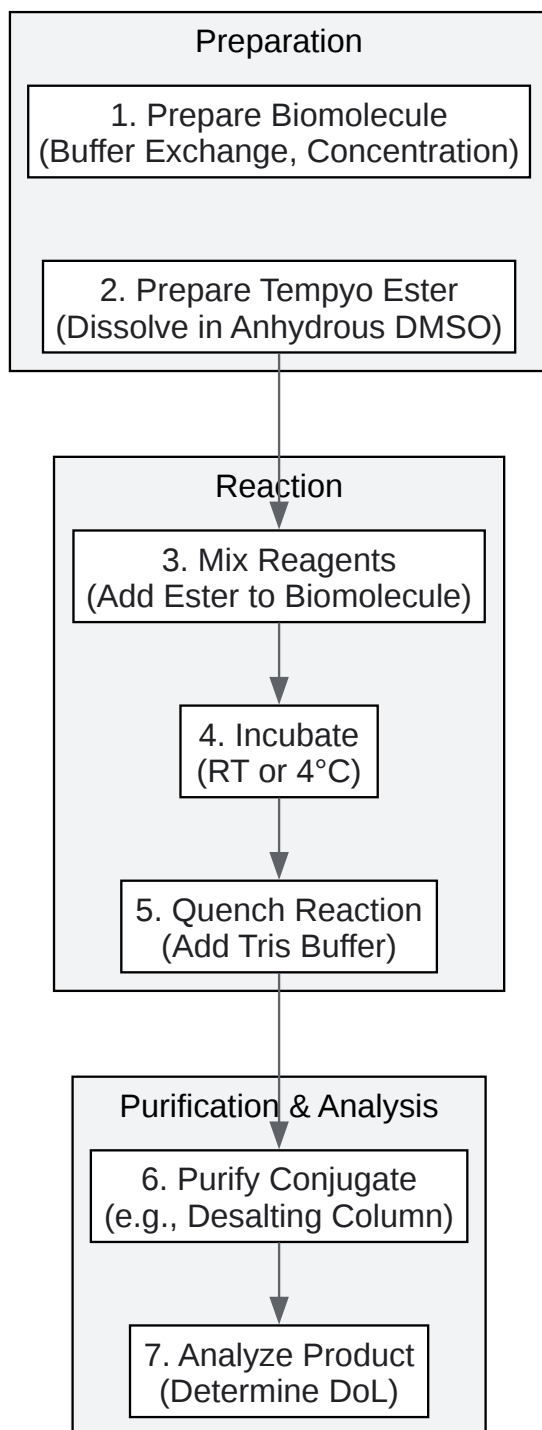 Preparation
1. Prepare Biomolecule
(Buffer Exchange, Concentration)
2. Prepare Tempyo Ester
(Dissolve in Anhydrous DMSO)
Reaction
3. Mix Reagents
(Add Ester to Biomolecule)
4. Incubate
(RT or 4°C)
5. Quench Reaction
(Add Tris Buffer)
Purification & Analysis
6. Purify Conjugate
(e.g., Desalting Column)
7. Analyze Product
(Determine DoL)